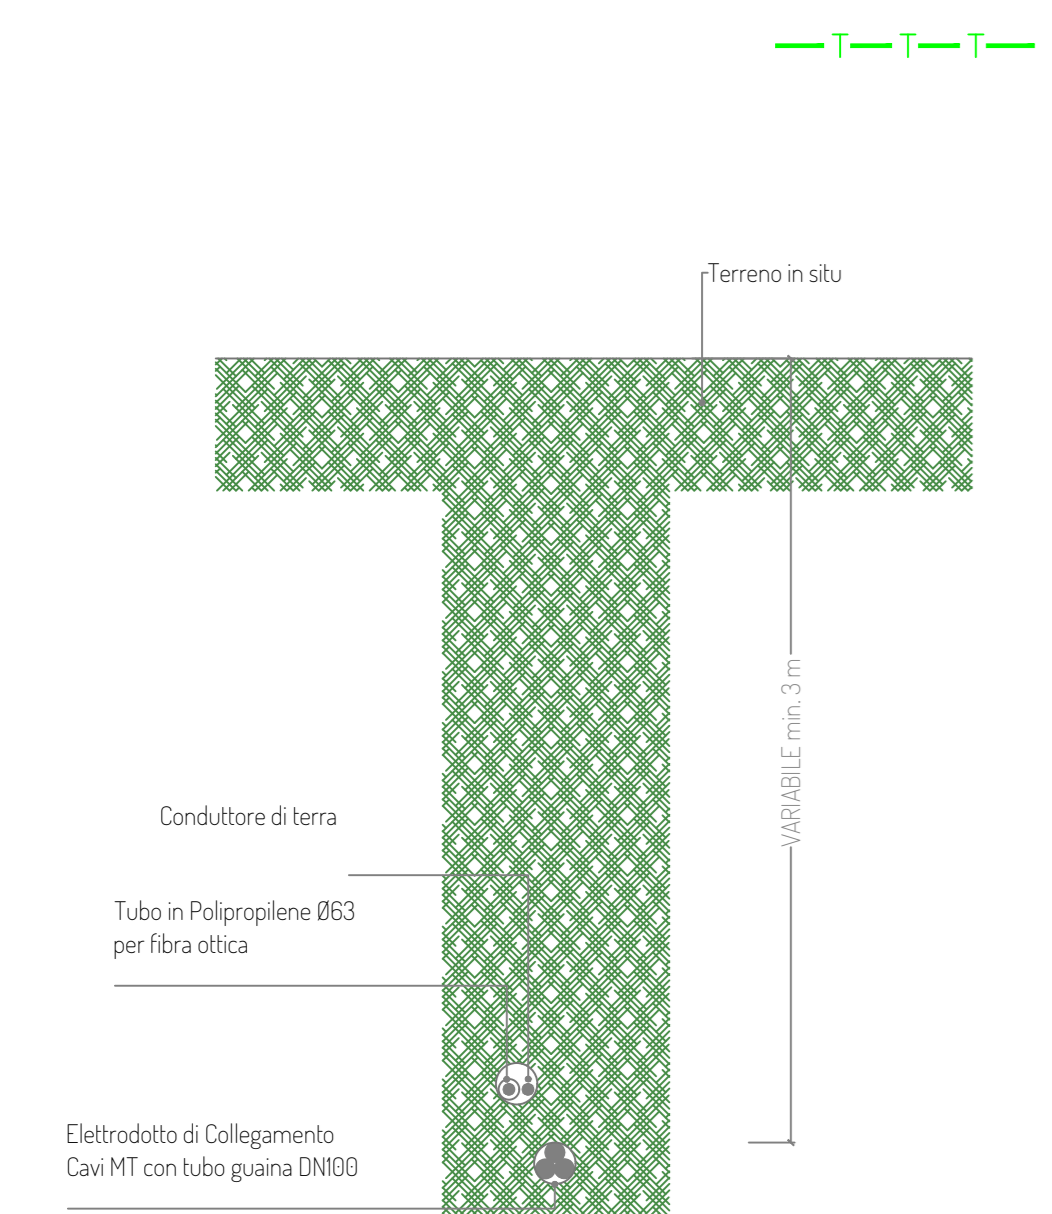 T T T
Terreno in situ
VARIABILE min. 3 m
Conduttore di terra
Tubo in Polipropilene Ø63
per fibra ottica
Elettrodotto di Collegamento
Cavi MT con tubo guaina DN100